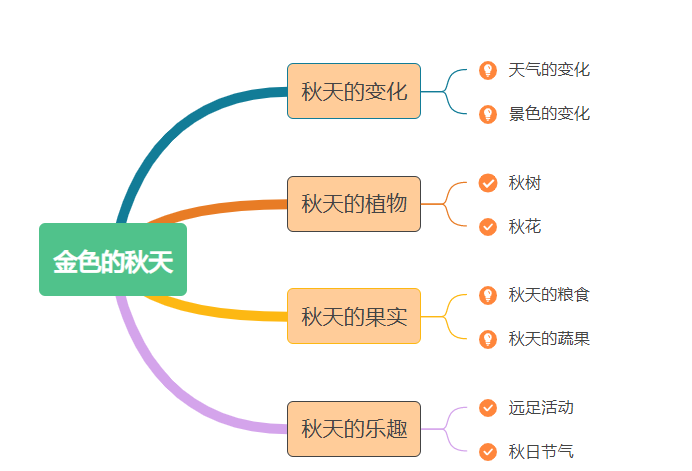 金色的秋天
秋天的变化
天气的变化
景色的变化
秋天的植物
秋树
秋花
秋天的果实
秋天的粮食
秋天的蔬果
秋天的乐趣
远足活动
秋日节气